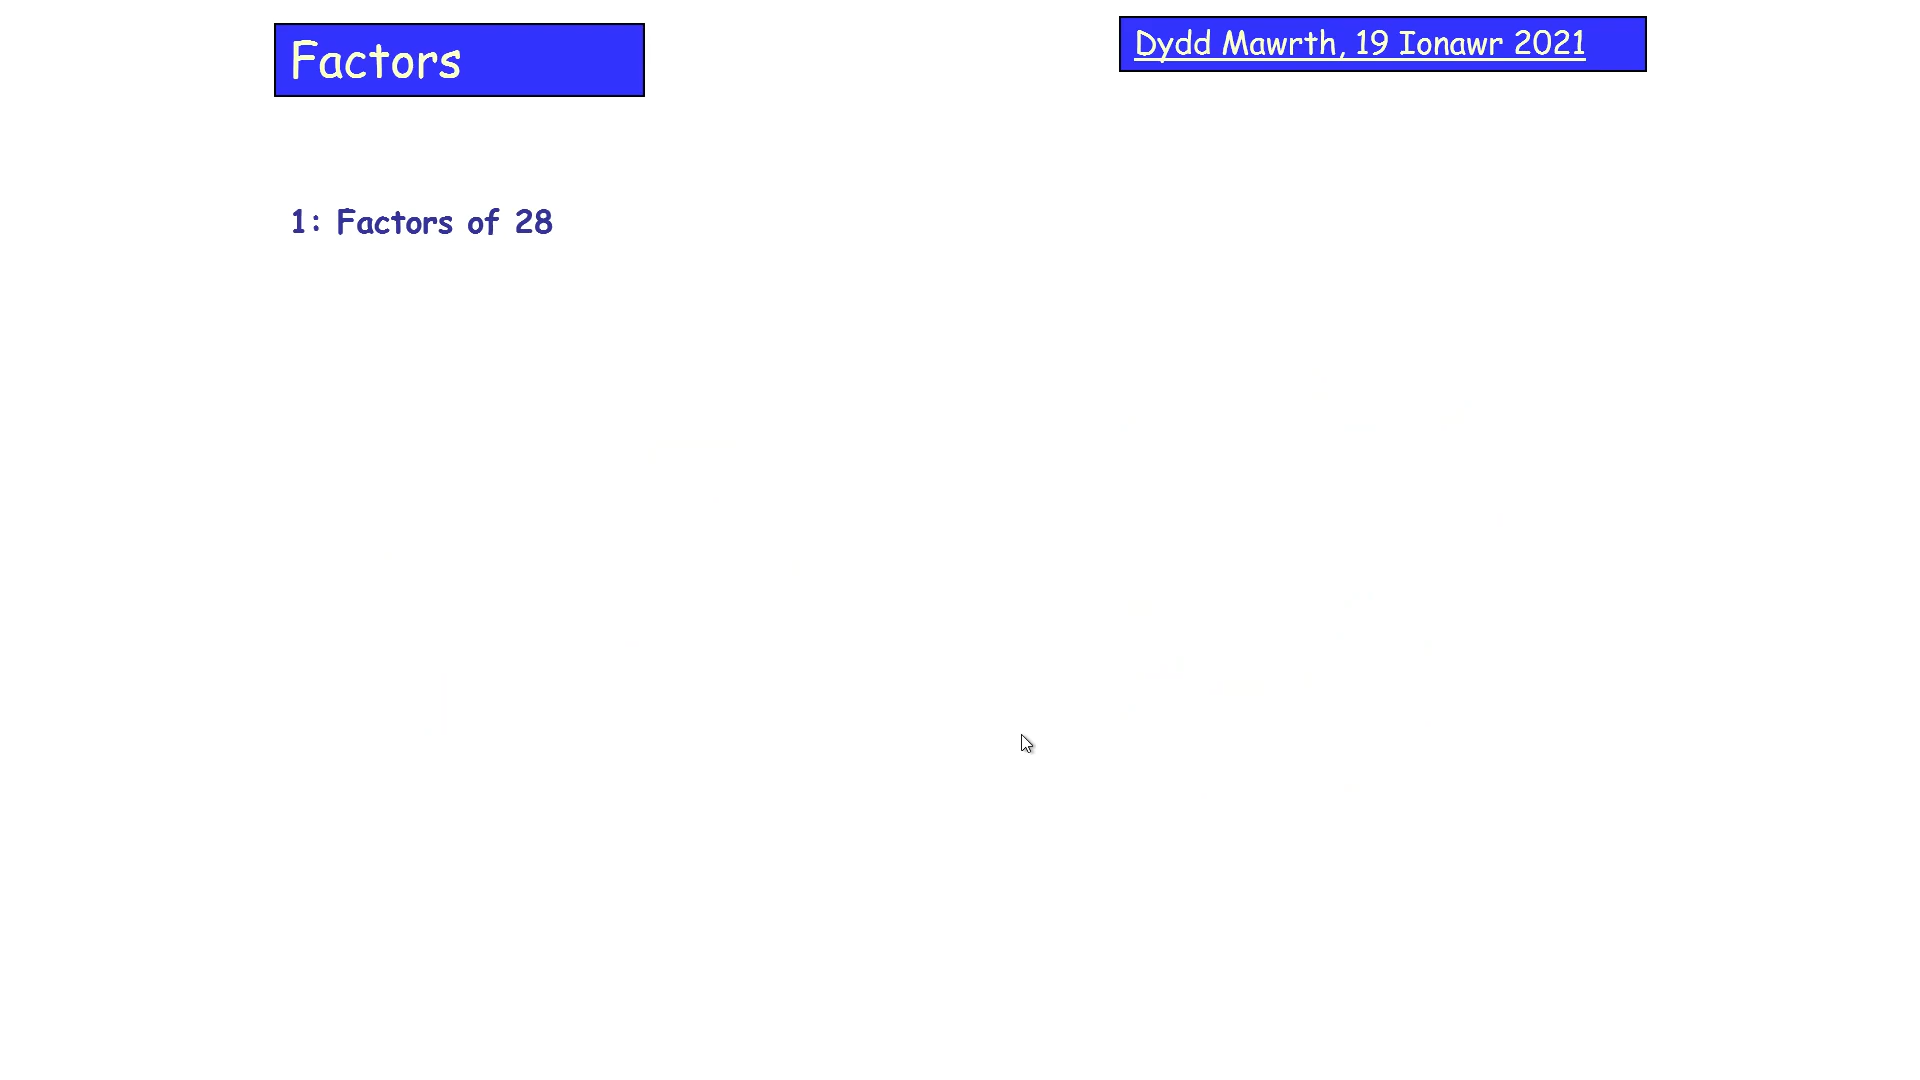 Factors
Dydd Mawrth, 19 Ionawr 2021
1: Factors of 28